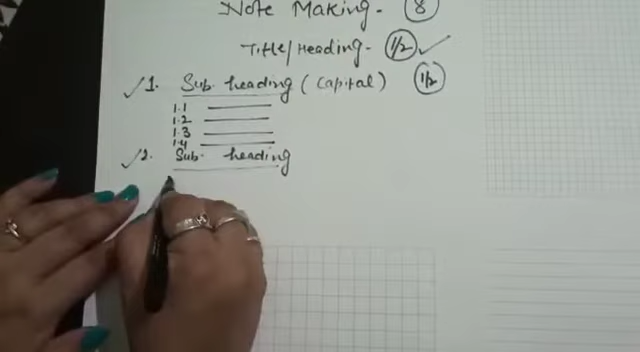 Note Making - 8
Title/Heading - 1/2 ✓
✓ 1. Sub heading (Capital) 1/2
1.1
1.2
1.3
1.4
✓ 2. Sub- heading